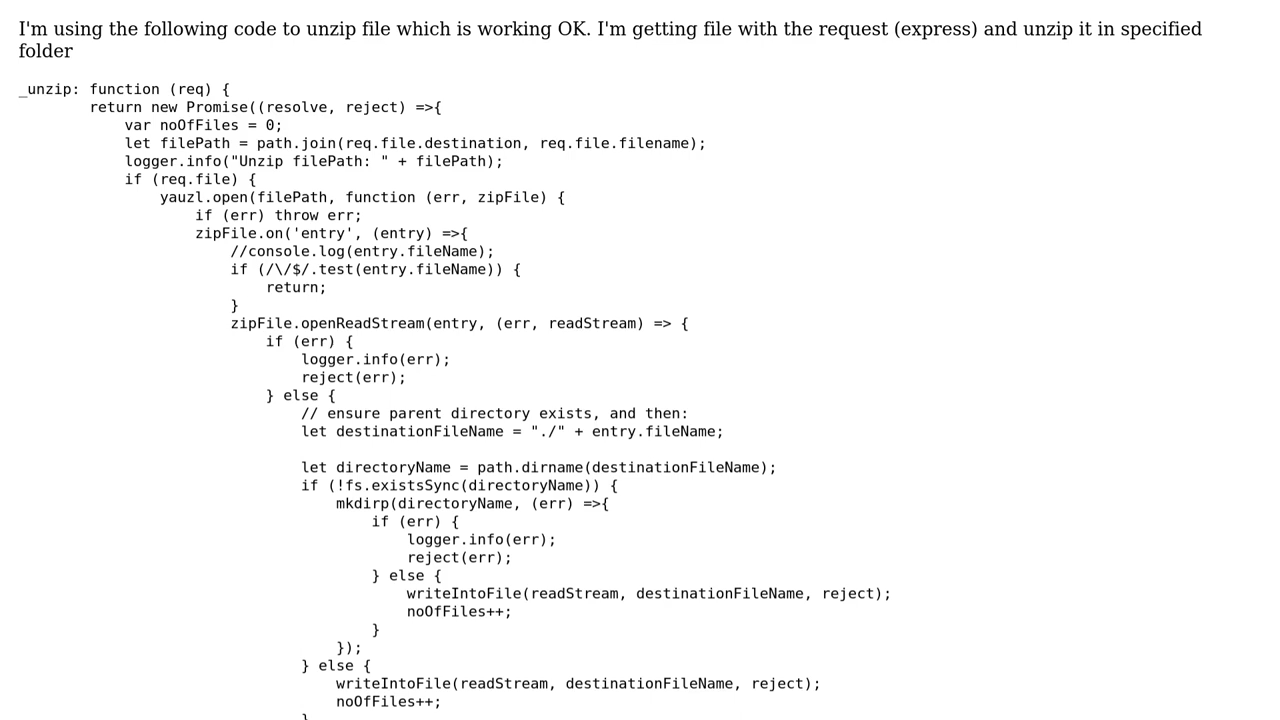 I'm using the following code to unzip file which is working OK. I'm getting file with the request (express) and unzip it in specified
folder
_unzip: function (req) {
        return new Promise((resolve, reject) =>{
            var noOfFiles = 0;
            let filePath = path.join(req.file.destination, req.file.filename);
            logger.info("Unzip filePath: " + filePath);
            if (req.file) {
                yauzl.open(filePath, function (err, zipFile) {
                    if (err) throw err;
                    zipFile.on('entry', (entry) =>{
                        //console.log(entry.fileName);
                        if (/\/$/.test(entry.fileName)) {
                            return;
                        }
                        zipFile.openReadStream(entry, (err, readStream) => {
                            if (err) {
                                logger.info(err);
                                reject(err);
                            } else {
                                // ensure parent directory exists, and then:
                                let destinationFileName = "./" + entry.fileName;
                                let directoryName = path.dirname(destinationFileName);
                                if (!fs.existsSync(directoryName)) {
                                    mkdirp(directoryName, (err) =>{
                                        if (err) {
                                            logger.info(err);
                                            reject(err);
                                        } else {
                                            writeIntoFile(readStream, destinationFileName, reject);
                                            noOfFiles++;
                                        }
                                    });
                                } else {
                                    writeIntoFile(readStream, destinationFileName, reject);
                                    noOfFiles++;
                                }